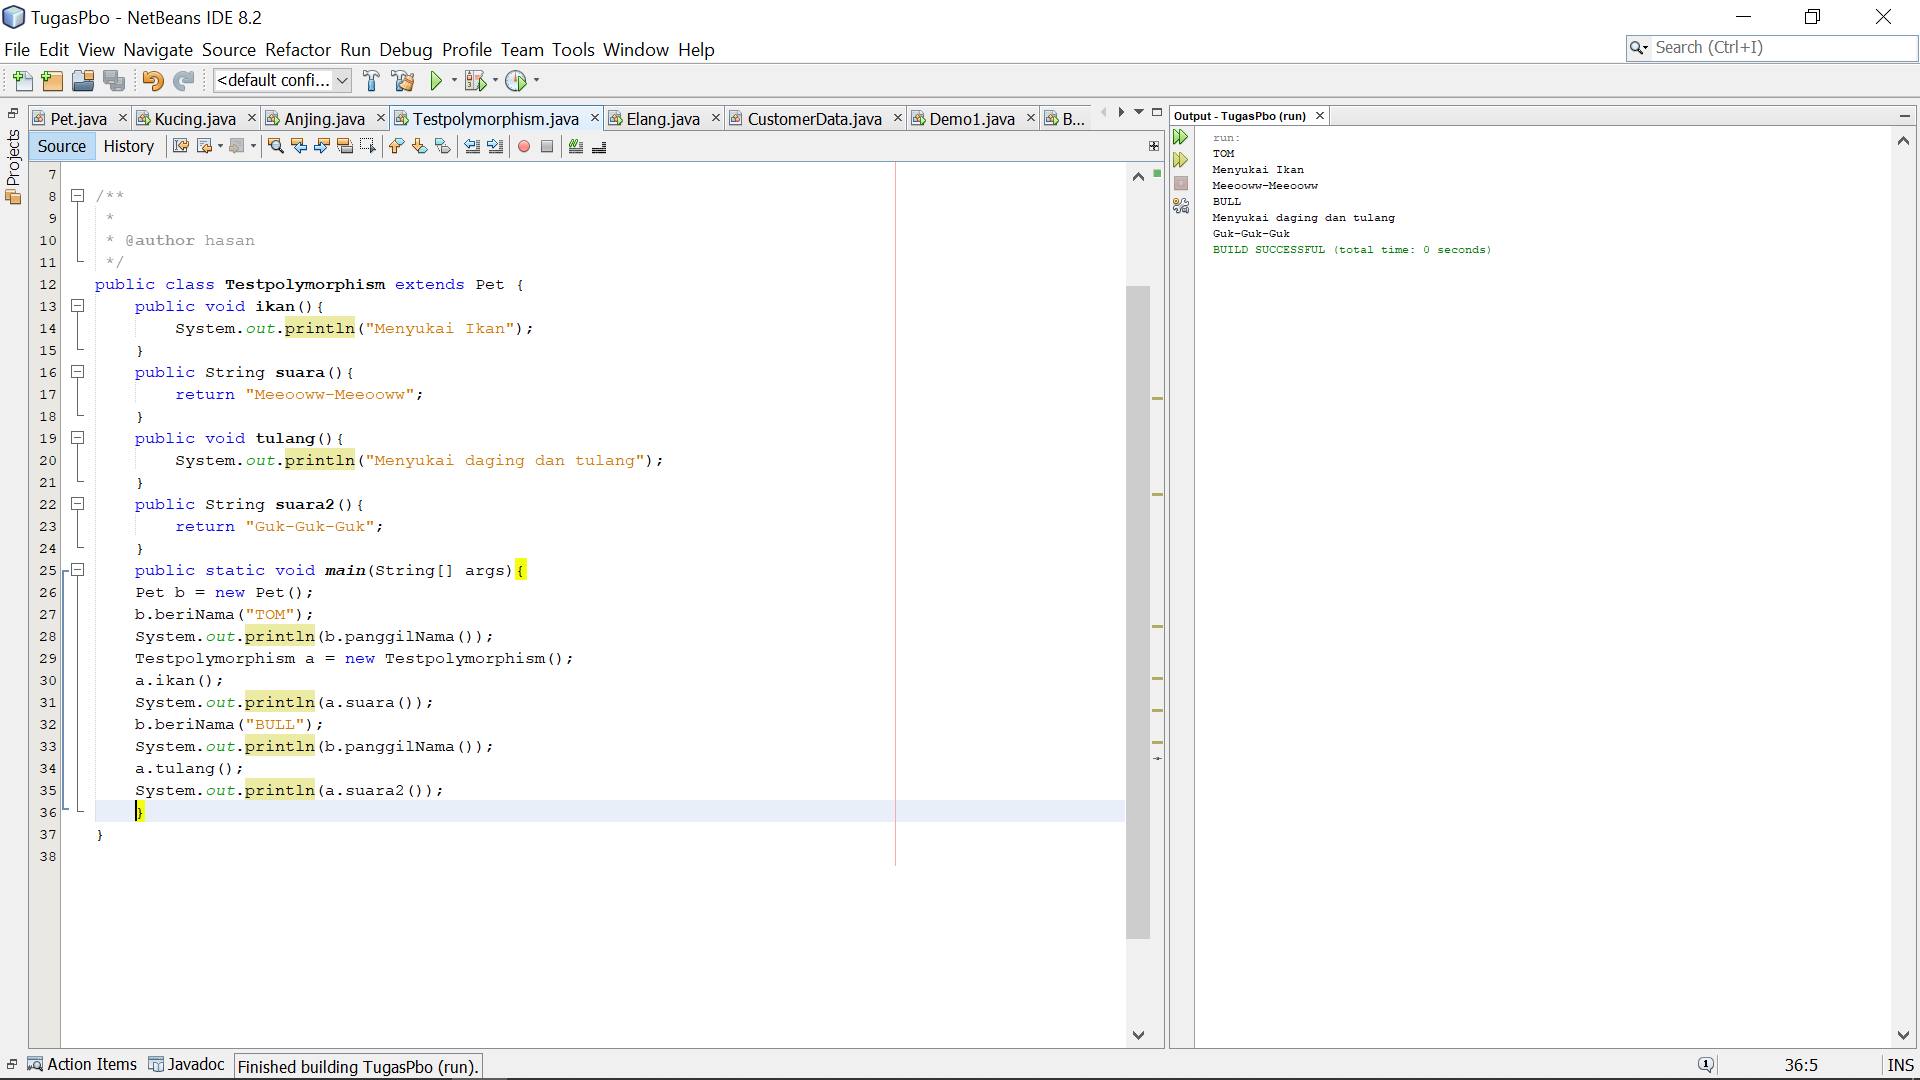 TugasPbo - NetBeans IDE 8.2
File Edit View Navigate Source Refactor Run Debug Profile Team Tools Window Help
Search (Ctrl+I)
<default confi...
Projects
Pet.java
Kucing.java
Anjing.java
Testpolymorphism.java
Elang.java
CustomerData.java
Demo1.java
B...
Source History
7
8 /**
9 *
10 * @author hasan
11 */
12 public class Testpolymorphism extends Pet {
13 public void ikan(){
14 System.out.println("Menyukai Ikan");
15 }
16 public String suara(){
17 return "Meeooww-Meeooww";
18 }
19 public void tulang(){
20 System.out.println("Menyukai daging dan tulang");
21 }
22 public String suara2(){
23 return "Guk-Guk-Guk";
24 }
25 public static void main(String[] args){
26 Pet b = new Pet();
27 b.beriNama("TOM");
28 System.out.println(b.panggilNama());
29 Testpolymorphism a = new Testpolymorphism();
30 a.ikan();
31 System.out.println(a.suara());
32 b.beriNama("BULL");
33 System.out.println(b.panggilNama());
34 a.tulang();
35 System.out.println(a.suara2());
36 }
37 }
38
Output - TugasPbo (run)
run:
TOM
Menyukai Ikan
Meeooww-Meeooww
BULL
Menyukai daging dan tulang
Guk-Guk-Guk
BUILD SUCCESSFUL (total time: 0 seconds)
Action Items Javadoc Finished building TugasPbo (run).
36:5 INS